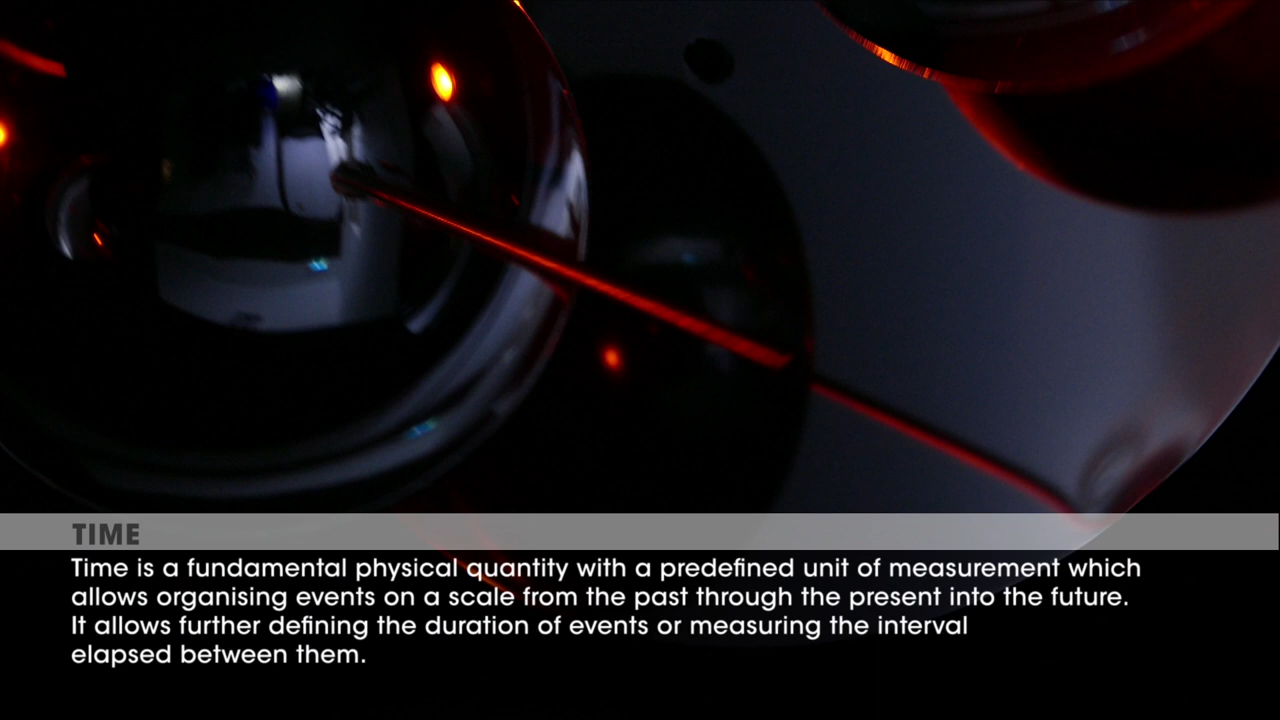 TIME
Time is a fundamental physical quantity with a predefined unit of measurement which
allows organising events on a scale from the past through the present into the future.
It allows further defining the duration of events or measuring the interval
elapsed between them.